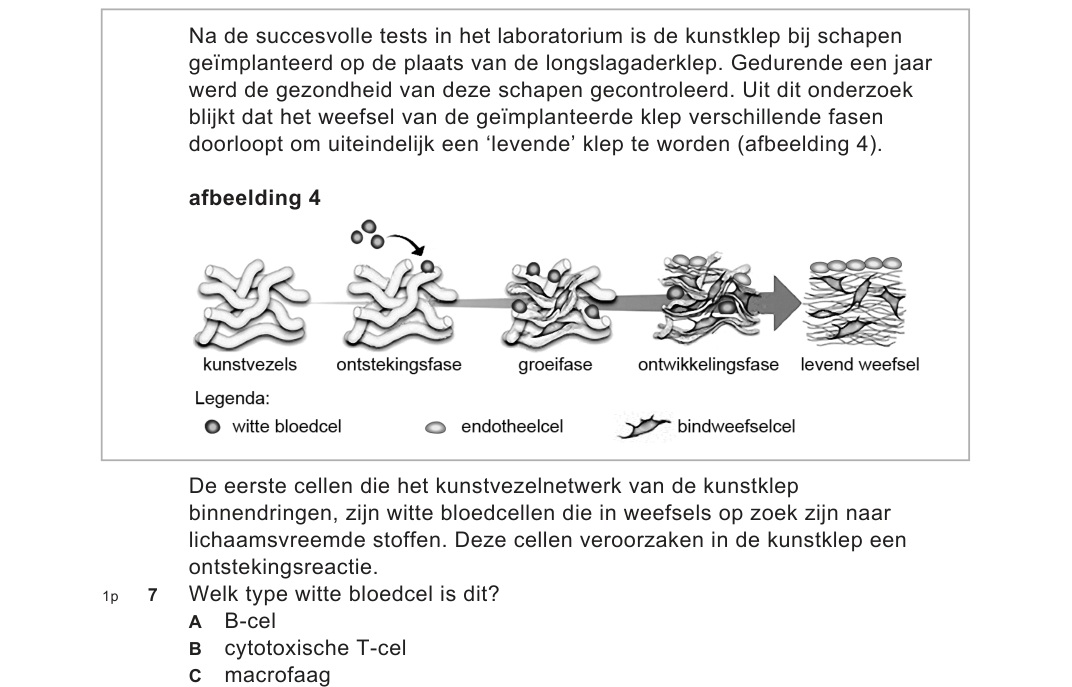 Na de succesvolle tests in het laboratorium is de kunstklep bij schapen
geïmplanteerd op de plaats van de longslagaderklep. Gedurende een jaar
werd de gezondheid van deze schapen gecontroleerd. Uit dit onderzoek
blijkt dat het weefsel van de geïmplanteerde klep verschillende fasen
doorloopt om uiteindelijk een ‘levende’ klep te worden (afbeelding 4).
afbeelding 4
kunstvezels ontstekingsfase groeifase ontwikkelingsfase levend weefsel
Legenda:
witte bloedcel endotheelcel bindweefselcel
De eerste cellen die het kunstvezelnetwerk van de kunstklep
binnendringen, zijn witte bloedcellen die in weefsels op zoek zijn naar
lichaamsvreemde stoffen. Deze cellen veroorzaken in de kunstklep een
ontstekingsreactie.
1p 7 Welk type witte bloedcel is dit?
A B-cel
B cytotoxische T-cel
C macrofaag